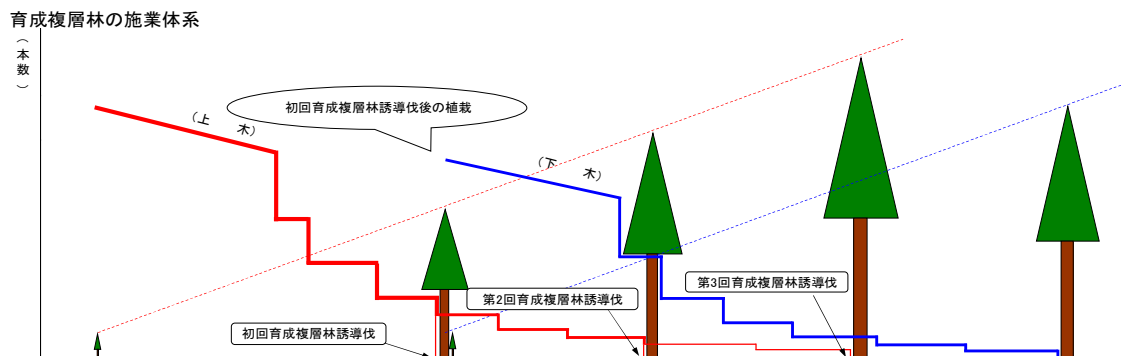 育成複層林の施業体系
（本数）
初回育成複層林誘導伐後の植栽
（上　木）
（下　木）
第3回育成複層林誘導伐
第2回育成複層林誘導伐
初回育成複層林誘導伐